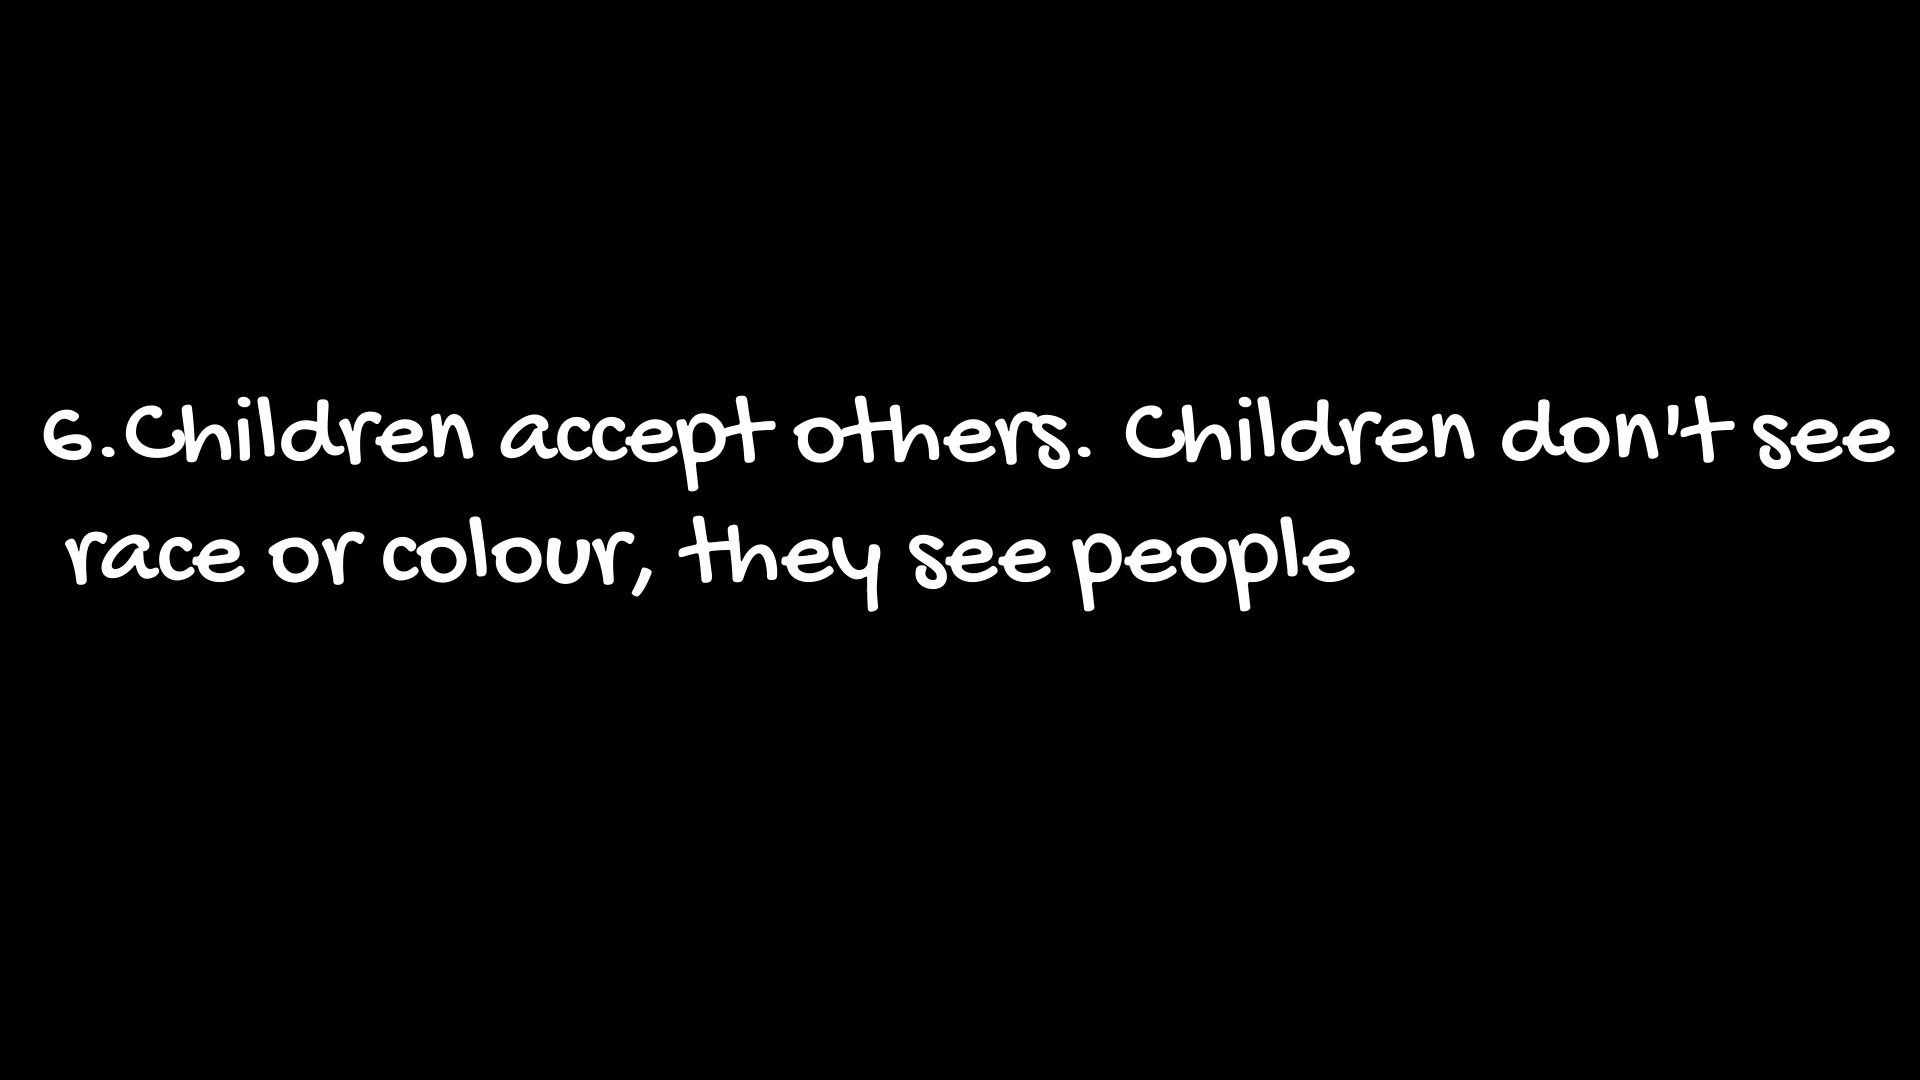 6.Children accept others. Children don't see
race or colour, they see people